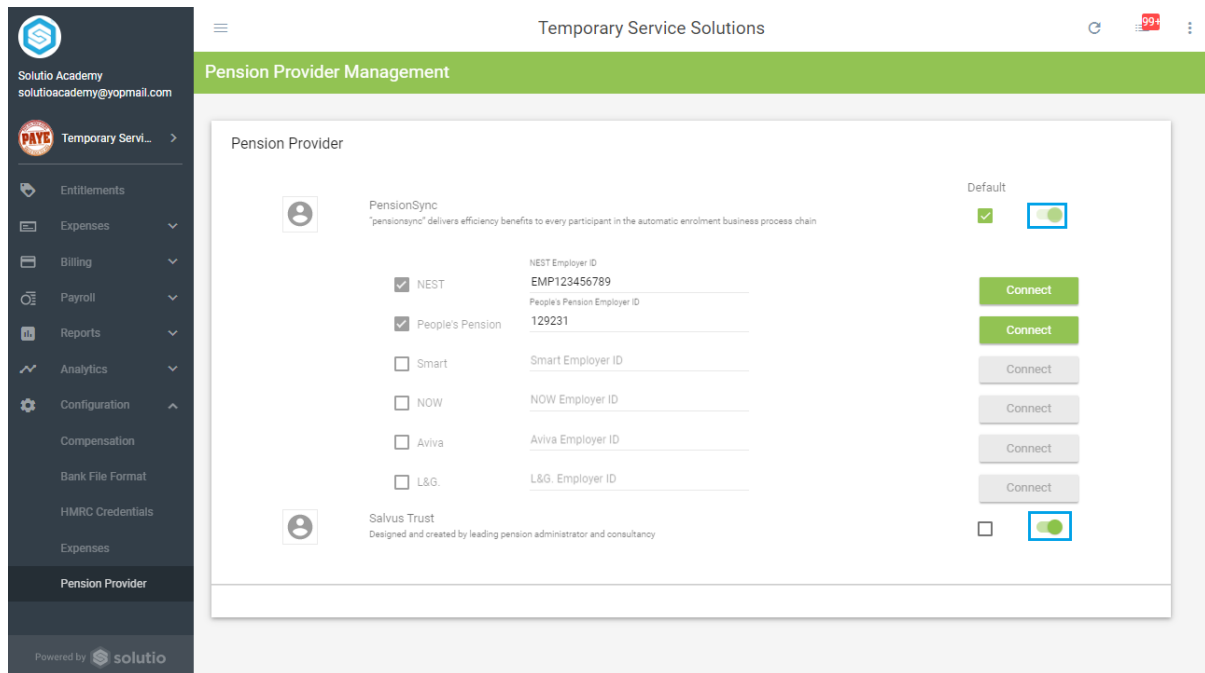 Temporary Service Solutions
99+
Solutio Academy
solutioacademy@yopmail.com
PAYE
Temporary Servi...
Entitlements
Expenses
Billing
Payroll
Reports
Analytics
Configuration
Compensation
Bank File Format
HMRC Credentials
Expenses
Pension Provider
Powered by solutio
Pension Provider Management
Pension Provider
Default
PensionSync
"pensionsync" delivers efficiency benefits to every participant in the automatic enrolment business process chain
NEST Employer ID
NEST EMP123456789 Connect
People's Pension Employer ID
People's Pension 129231 Connect
Smart Smart Employer ID Connect
NOW NOW Employer ID Connect
Aviva Aviva Employer ID Connect
L&G. L&G. Employer ID Connect
Salvus Trust
Designed and created by leading pension administrator and consultancy